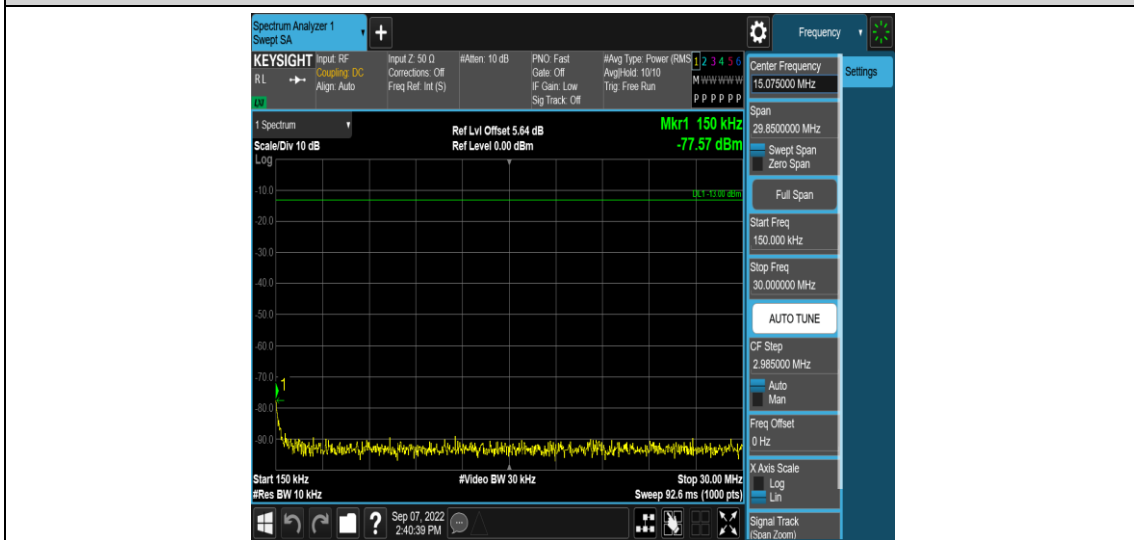 Spectrum Analyzer 1
Swept SA
+
Frequency
KEYSIGHT
RL
Input: RF
Coupling: DC
Align: Auto
Input Z: 50 Ω
Corrections: Off
Freq Ref: Int (S)
#Atten: 10 dB
PNO: Fast
Gate: Off
IF Gain: Low
Sig Track: Off
#Avg Type: Power (RMS
Avg|Hold: 10/10
Trig: Free Run
1 2 3 4 5 6
M W W W W W
P P P P P P
1 Spectrum
Scale/Div 10 dB
Log
Ref Lvl Offset 5.64 dB
Ref Level 0.00 dBm
Mkr1 150 kHz
-77.57 dBm
DL1 -13.00 dBm
-10.0
-20.0
-30.0
-40.0
-50.0
-60.0
-70.0
1
-80.0
-90.0
Start 150 kHz
#Res BW 10 kHz
#Video BW 30 kHz
Stop 30.00 MHz
Sweep 92.6 ms (1000 pts)
?
Sep 07, 2022
2:40:39 PM
Center Frequency
15.075000 MHz
Settings
Span
29.8500000 MHz
Swept Span
Zero Span
Full Span
Start Freq
150.000 kHz
Stop Freq
30.000000 MHz
AUTO TUNE
CF Step
2.985000 MHz
Auto
Man
Freq Offset
0 Hz
X Axis Scale
Log
Lin
Signal Track
(Span Zoom)